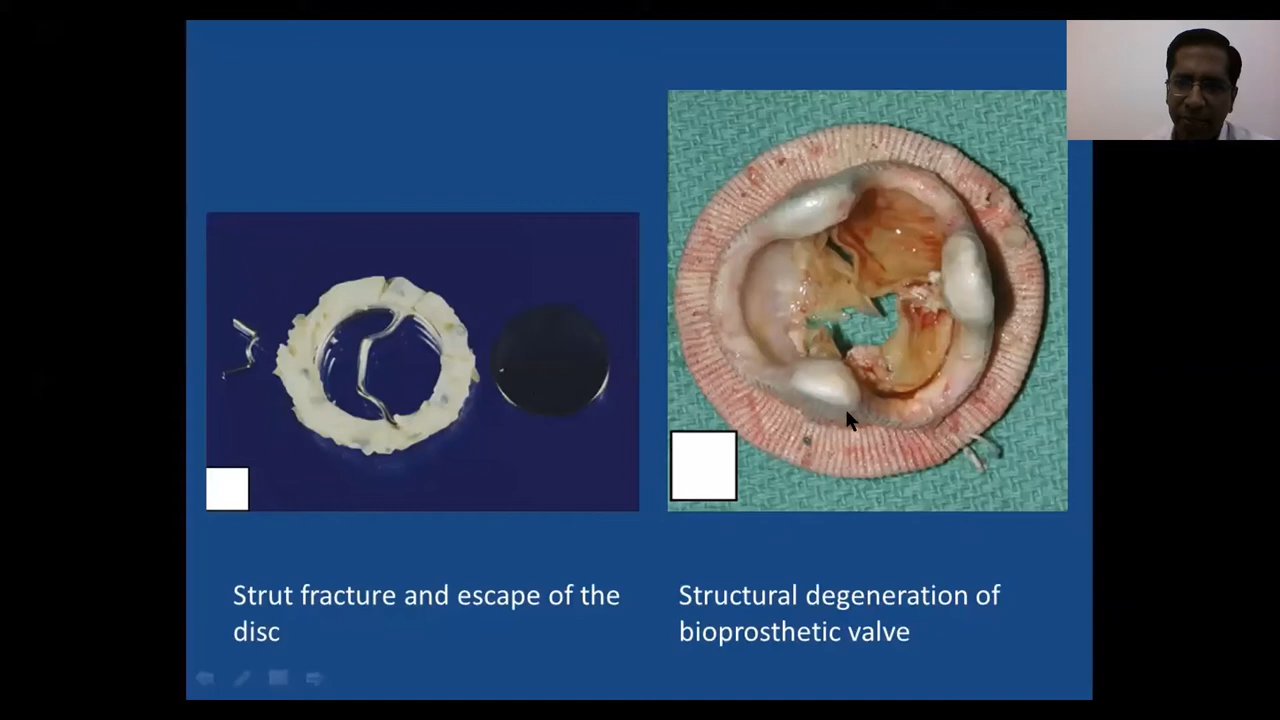 Strut fracture and escape of the
disc
Structural degeneration of
bioprosthetic valve